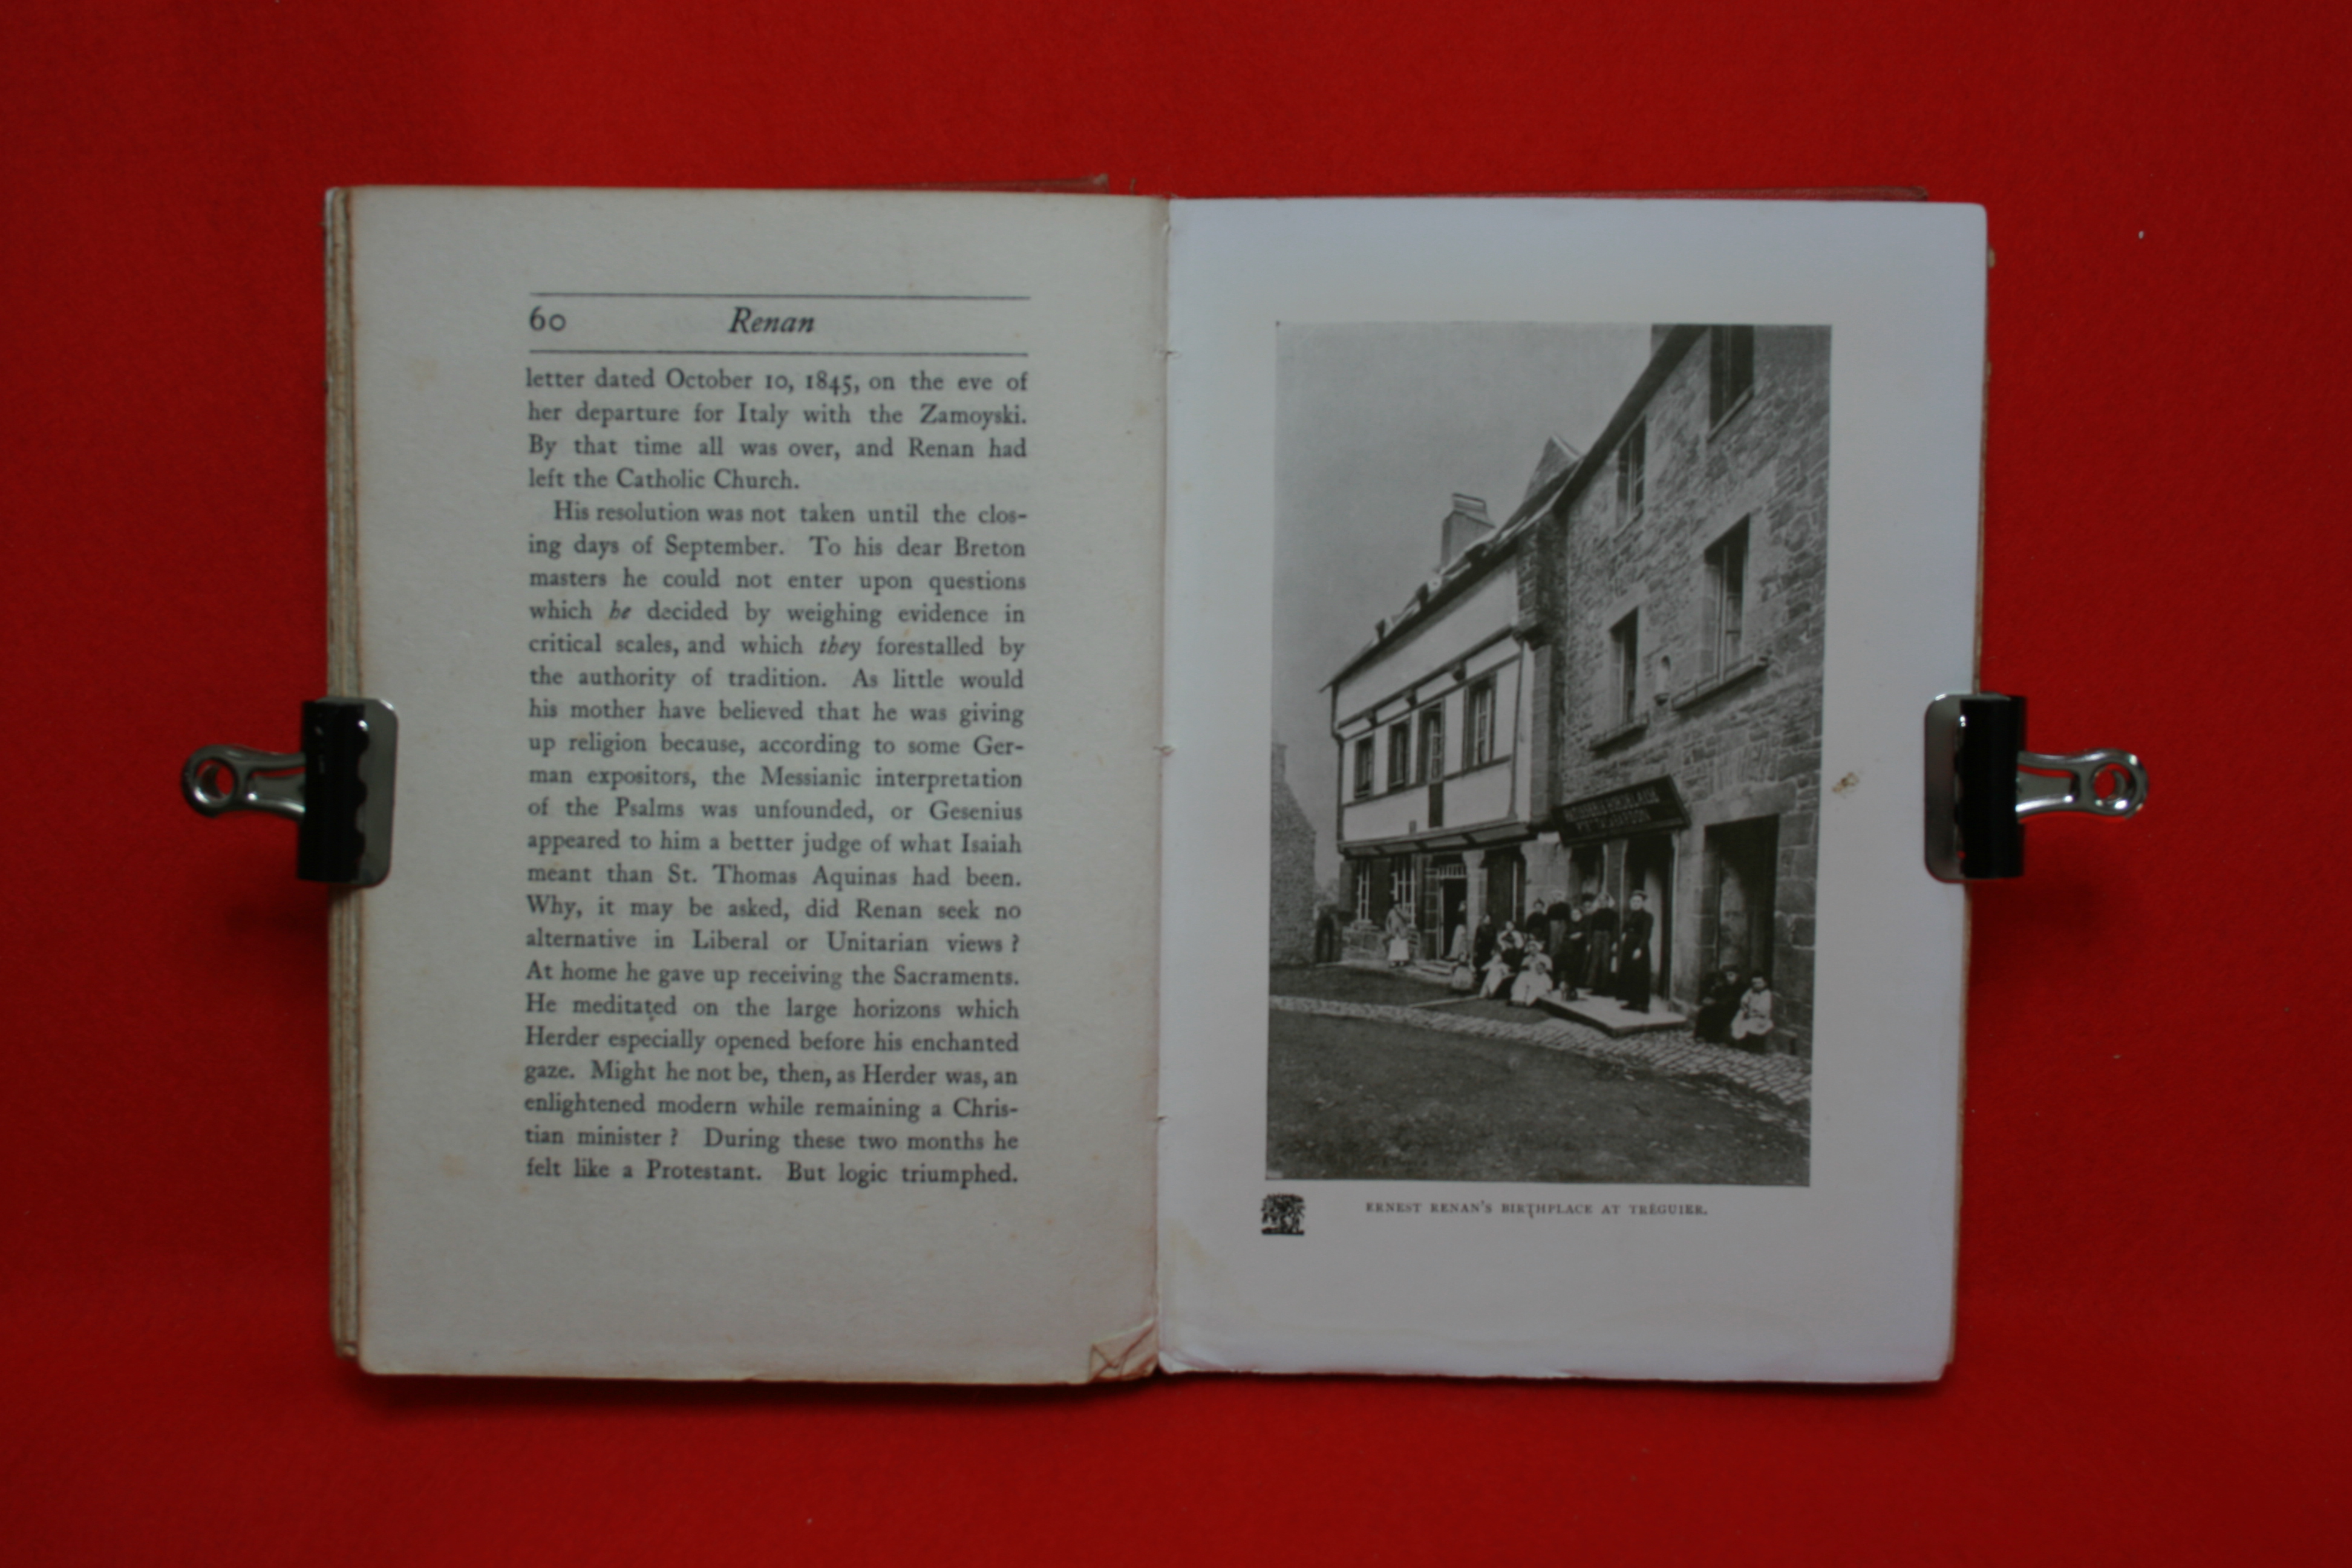 60 Renan
letter dated October 10, 1845, on the eve of
her departure for Italy with the Zamoyski.
By that time all was over, and Renan had
left the Catholic Church.
His resolution was not taken until the clos-
ing days of September. To his dear Breton
masters he could not enter upon questions
which he decided by weighing evidence in
critical scales, and which they forestalled by
the authority of tradition. As little would
his mother have believed that he was giving
up religion because, according to some Ger-
man expositors, the Messianic interpretation
of the Psalms was unfounded, or Gesenius
appeared to him a better judge of what Isaiah
meant than St. Thomas Aquinas had been.
Why, it may be asked, did Renan seek no
alternative in Liberal or Unitarian views ?
At home he gave up receiving the Sacraments.
He meditated on the large horizons which
Herder especially opened before his enchanted
gaze. Might he not be, then, as Herder was, an
enlightened modern while remaining a Chris-
tian minister ? During these two months he
felt like a Protestant. But logic triumphed.
ERNEST RENAN'S BIRTHPLACE AT TRÉGUIER.